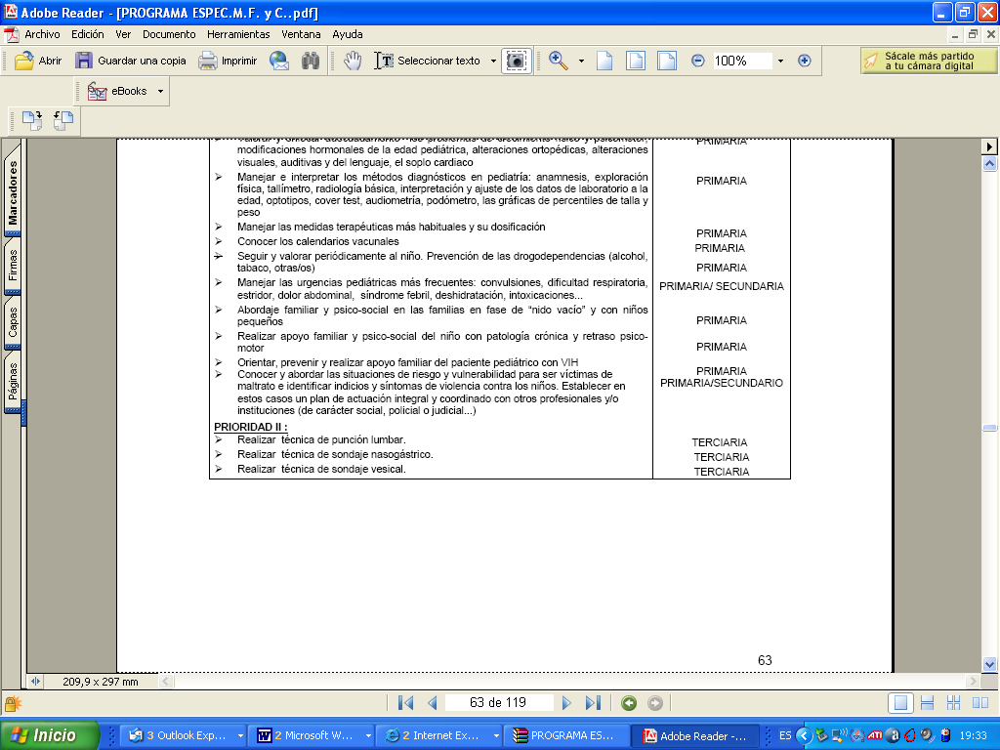 Adobe Reader - [PROGRAMA ESPEC.M.F. y C..pdf]
Archivo Edición Ver Documento Herramientas Ventana Ayuda
Abrir Guardar una copia Imprimir Seleccionar texto 100% Sácale más partido
a tu cámara digital
eBooks
Marcadores
Firmas
Capas
Páginas
Valorar y enfocar adecuadamente los problemas de crecimiento físico y psicomotor, PRIMARIA
modificaciones hormonales de la edad pediátrica, alteraciones ortopédicas, alteraciones
visuales, auditivas y del lenguaje, el soplo cardiaco
Manejar e interpretar los métodos diagnósticos en pediatría: anamnesis, exploración PRIMARIA
física, tallímetro, radiología básica, interpretación y ajuste de los datos de laboratorio a la
edad, optotipos, cover test, audiometría, podómetro, las gráficas de percentiles de talla y
peso
Manejar las medidas terapéuticas más habituales y su dosificación PRIMARIA
Conocer los calendarios vacunales PRIMARIA
Seguir y valorar periódicamente al niño. Prevención de las drogodependencias (alcohol,
tabaco, otras/os) PRIMARIA
Manejar las urgencias pediátricas más frecuentes: convulsiones, dificultad respiratoria, PRIMARIA/ SECUNDARIA
estridor, dolor abdominal, síndrome febril, deshidratación, intoxicaciones...
Abordaje familiar y psico-social en las familias en fase de “nido vacío” y con niños
pequeños PRIMARIA
Realizar apoyo familiar y psico-social del niño con patología crónica y retraso psico-
motor PRIMARIA
Orientar, prevenir y realizar apoyo familiar del paciente pediátrico con VIH PRIMARIA
Conocer y abordar las situaciones de riesgo y vulnerabilidad para ser víctimas de PRIMARIA/SECUNDARIO
maltrato e identificar indicios y síntomas de violencia contra los niños. Establecer en
estos casos un plan de actuación integral y coordinado con otros profesionales y/o
instituciones (de carácter social, policial o judicial...)
PRIORIDAD II :
Realizar técnica de punción lumbar. TERCIARIA
Realizar técnica de sondaje nasogástrico. TERCIARIA
Realizar técnica de sondaje vesical. TERCIARIA
63
209,9 x 297 mm
63 de 119
Inicio 3 Outlook Exp... 2 Microsoft W... 2 Internet Ex... PROGRAMA ES... Adobe Reader -... ES ATI 19:33